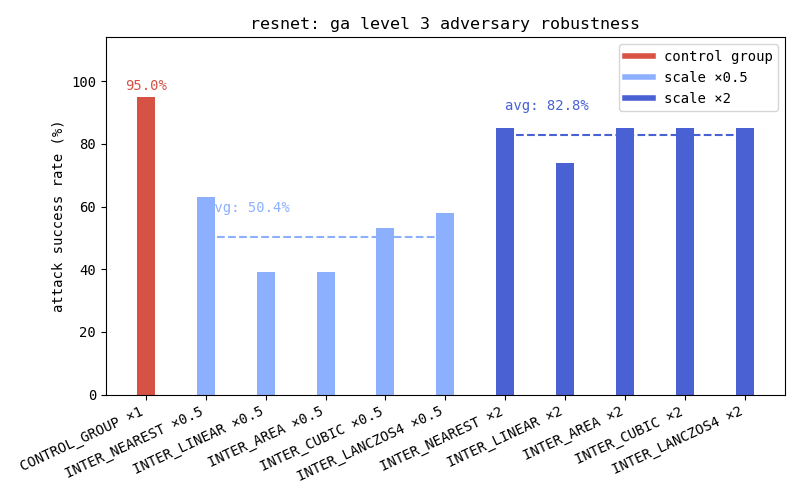 resnet: ga level 3 adversary robustness
attack success rate (%)
100
80
60
40
20
0
control group
scale ×0.5
scale ×2
95.0%
avg: 50.4%
avg: 82.8%
CONTROL_GROUP ×1
INTER_NEAREST ×0.5
INTER_LINEAR ×0.5
INTER_AREA ×0.5
INTER_CUBIC ×0.5
INTER_LANCZOS4 ×0.5
INTER_NEAREST ×2
INTER_LINEAR ×2
INTER_AREA ×2
INTER_CUBIC ×2
INTER_LANCZOS4 ×2